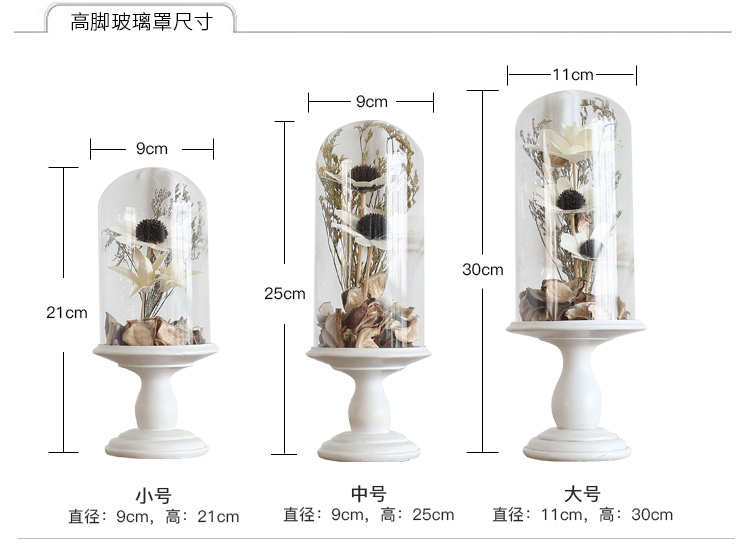 高脚玻璃罩尺寸
11cm
9cm
9cm
30cm
25cm
21cm
小号
直径：9cm，高：21cm
中号
直径：9cm，高：25cm
大号
直径：11cm，高：30cm